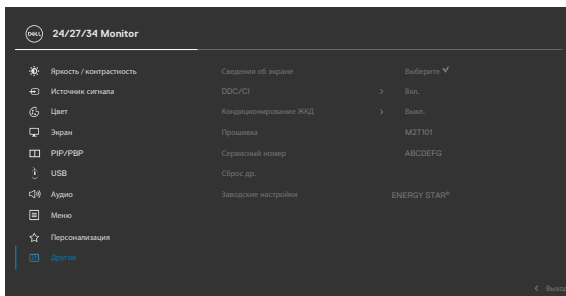 DELL 24/27/34 Monitor
Яркость / контрастность Сведения об экране Выберите
Источник сигнала DDC/CI Вкл.
Цвет Кондиционирование ЖКД Выкл.
Экран Прошивка M2T101
PIP/PBP Сервисный номер ABCDEFG
USB Сброс др.
Аудио Заводские настройки ENERGY STAR®
Меню
Персонализация
Другое
Выход